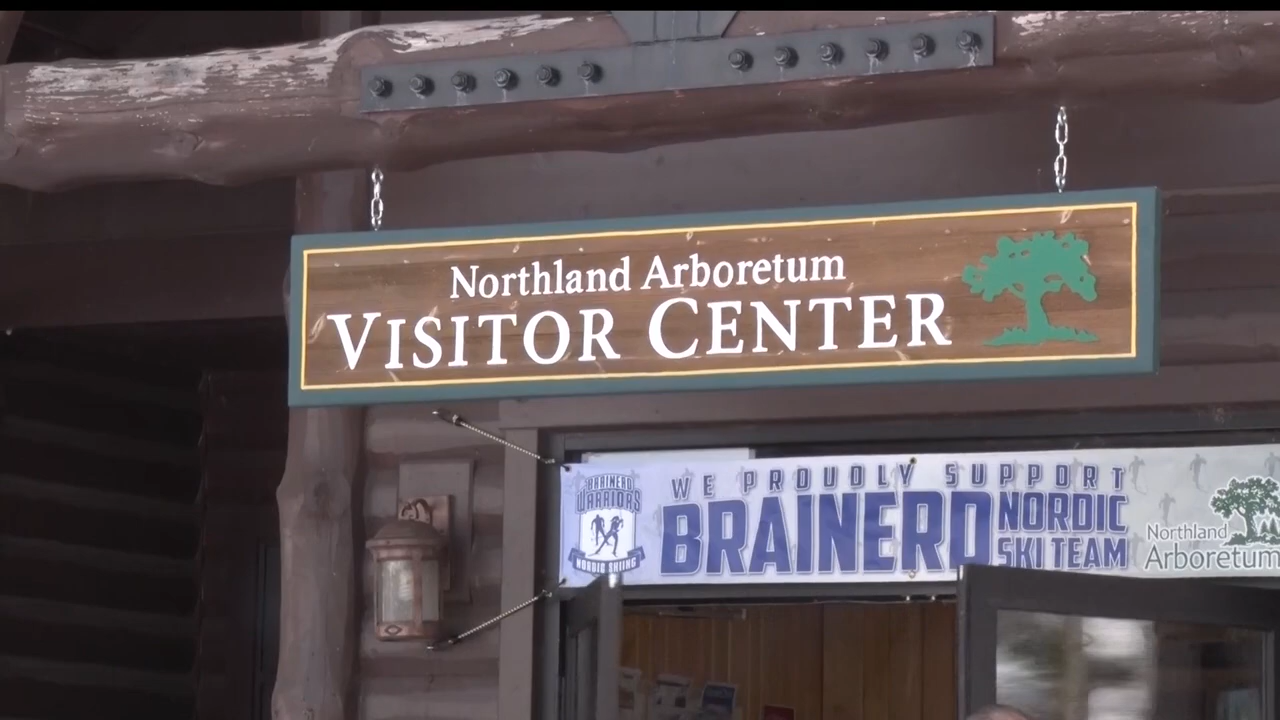 Northland Arboretum
VISITOR CENTER
BRAINERD
WARRIORS
NORDIC SKIING
WE PROUDLY SUPPORT
BRAINERD
NORDIC
SKI TEAM
Northland
Arboretum